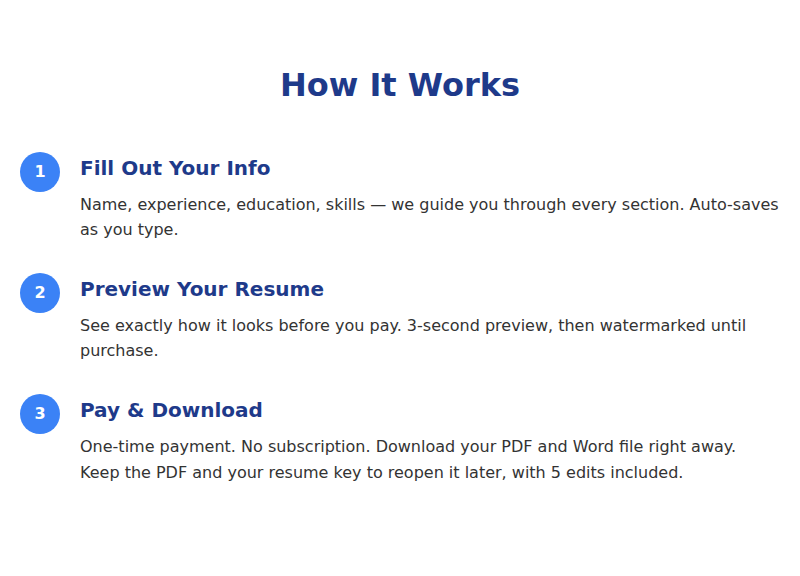 How It Works
1
Fill Out Your Info
Name, experience, education, skills — we guide you through every section. Auto-saves
as you type.
2
Preview Your Resume
See exactly how it looks before you pay. 3-second preview, then watermarked until
purchase.
3
Pay & Download
One-time payment. No subscription. Download your PDF and Word file right away.
Keep the PDF and your resume key to reopen it later, with 5 edits included.